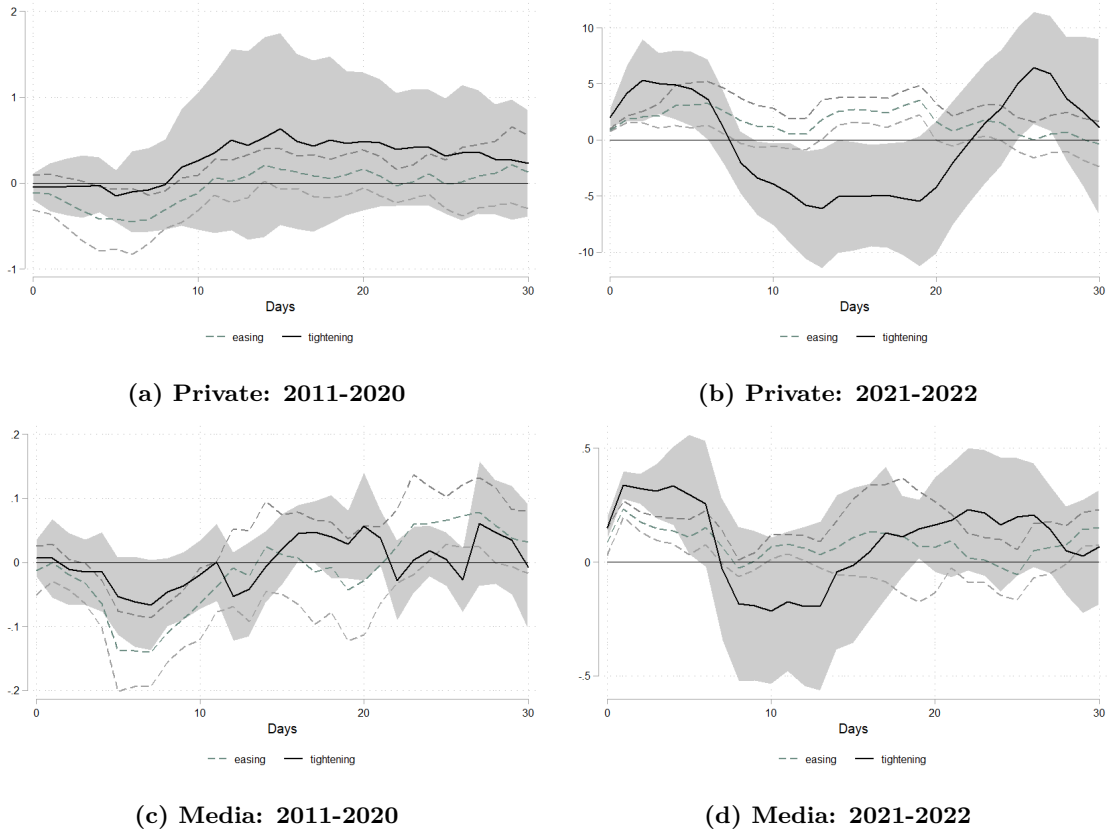 2
1
0
-1
0
10
20
30
Days
easing
tightening
(a) Private: 2011-2020
10
5
0
-5
-10
0
10
20
30
Days
easing
tightening
(b) Private: 2021-2022
.2
.1
0
-.1
-.2
0
10
20
30
Days
easing
tightening
(c) Media: 2011-2020
.5
0
-.5
0
10
20
30
Days
easing
tightening
(d) Media: 2021-2022